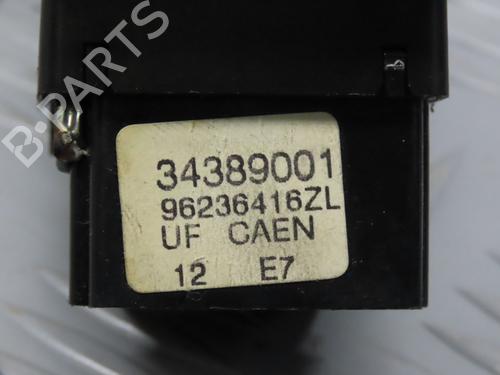 B-PARTS
34389001
96236416ZL
UF CAEN
12 E7